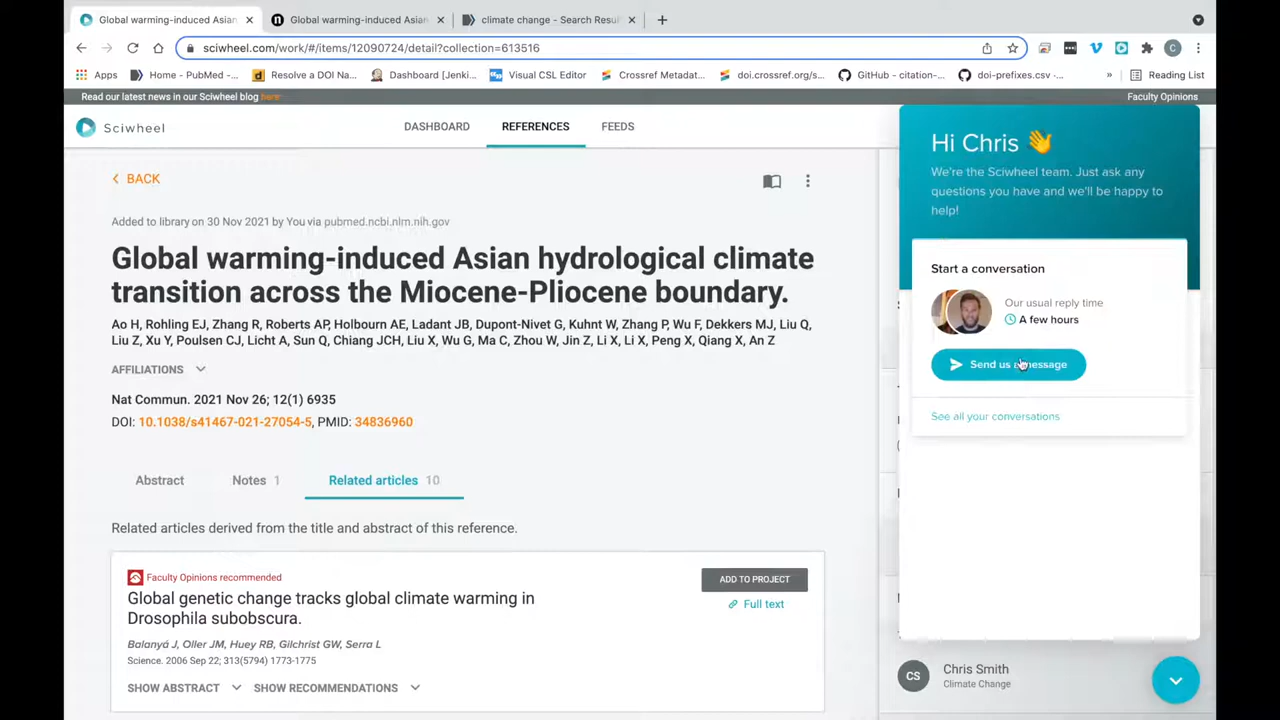 Global warming-induced Asian
Global warming-induced Asian
climate change - Search Resu
sciwheel.com/work/#/items/12090724/detail?collection=613516
C
Apps
Home - PubMed -...
Resolve a DOI Na...
Dashboard [Jenki...
Visual CSL Editor
Crossref Metadat...
doi.crossref.org/s...
GitHub - citation-...
doi-prefixes.csv ·...
»
Reading List
Read our latest news in our Sciwheel blog here
Faculty Opinions
Sciwheel
DASHBOARD
REFERENCES
FEEDS
BACK
Added to library on 30 Nov 2021 by You via pubmed.ncbi.nlm.nih.gov
Global warming-induced Asian hydrological climate
transition across the Miocene-Pliocene boundary.
Ao H, Rohling EJ, Zhang R, Roberts AP, Holbourn AE, Ladant JB, Dupont-Nivet G, Kuhnt W, Zhang P, Wu F, Dekkers MJ, Liu Q,
Liu Z, Xu Y, Poulsen CJ, Licht A, Sun Q, Chiang JCH, Liu X, Wu G, Ma C, Zhou W, Jin Z, Li X, Li X, Peng X, Qiang X, An Z
AFFILIATIONS
Nat Commun. 2021 Nov 26; 12(1) 6935
DOI: 10.1038/s41467-021-27054-5, PMID: 34836960
Abstract
Notes 1
Related articles 10
Related articles derived from the title and abstract of this reference.
Faculty Opinions recommended
Global genetic change tracks global climate warming in
Drosophila subobscura.
Balanyá J, Oller JM, Huey RB, Gilchrist GW, Serra L
Science. 2006 Sep 22; 313(5794) 1773-1775
SHOW ABSTRACT
SHOW RECOMMENDATIONS
ADD TO PROJECT
Full text
Hi Chris 👋
We're the Sciwheel team. Just ask any
questions you have and we'll be happy to
help!
Start a conversation
Our usual reply time
A few hours
Send us a message
See all your conversations
CS
Chris Smith
Climate Change